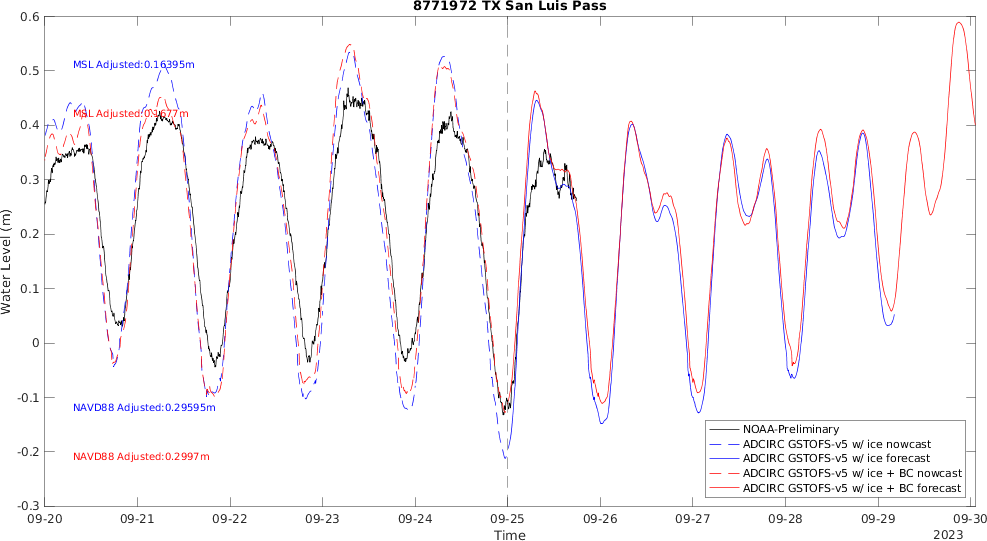 8771972 TX San Luis Pass
0.6
0.5
0.4
0.3
0.2
0.1
0
-0.1
-0.2
-0.3
Water Level (m)
MSL Adjusted:0.16395m
MSL Adjusted:0.1677m
NAVD88 Adjusted:0.29595m
NAVD88 Adjusted:0.2997m
NOAA-Preliminary
ADCIRC GSTOFS-v5 w/ ice nowcast
ADCIRC GSTOFS-v5 w/ ice forecast
ADCIRC GSTOFS-v5 w/ ice + BC nowcast
ADCIRC GSTOFS-v5 w/ ice + BC forecast
09-20 09-21 09-22 09-23 09-24 09-25 09-26 09-27 09-28 09-29 09-30
Time
2023